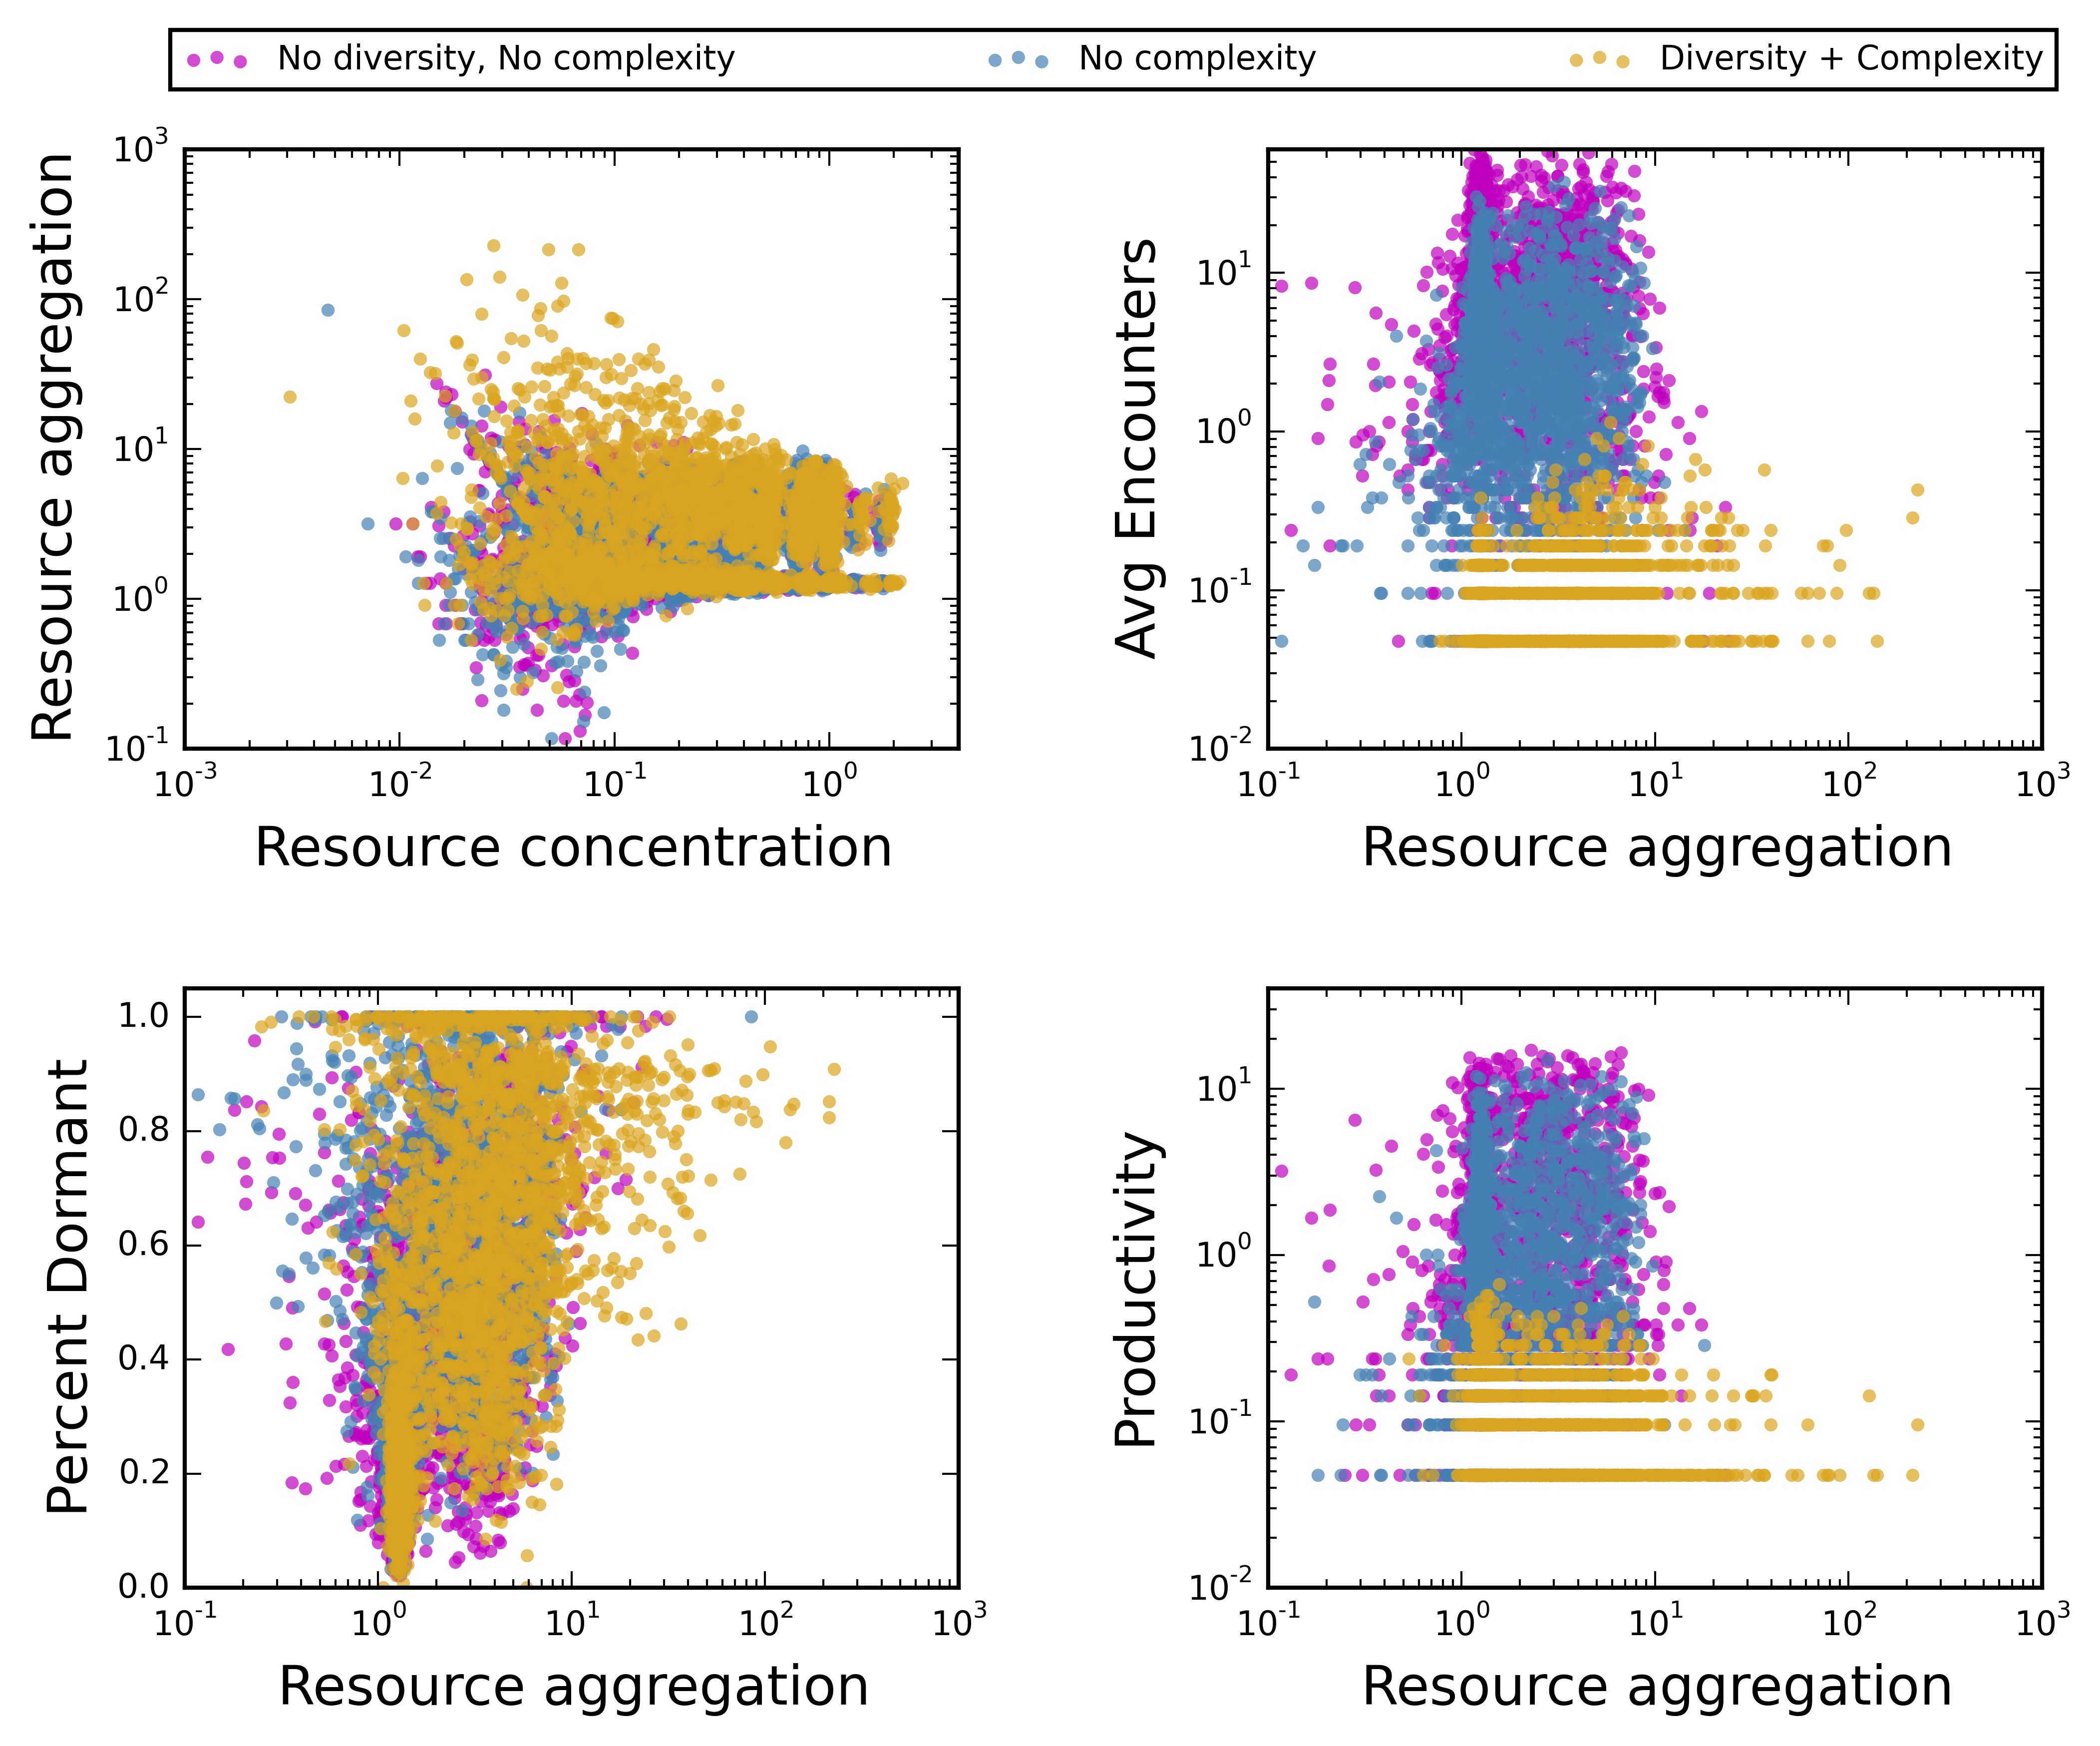 No diversity, No complexity No complexity Diversity + Complexity
10^3
10^2
10^1
10^0
10^-1
Resource aggregation
10^-3 10^-2 10^-1 10^0
Resource concentration
10^1
10^0
10^-1
10^-2
Avg Encounters
10^-1 10^0 10^1 10^2 10^3
Resource aggregation
1.0
0.8
0.6
0.4
0.2
0.0
Percent Dormant
10^-1 10^0 10^1 10^2 10^3
Resource aggregation
10^1
10^0
10^-1
10^-2
Productivity
10^-1 10^0 10^1 10^2 10^3
Resource aggregation